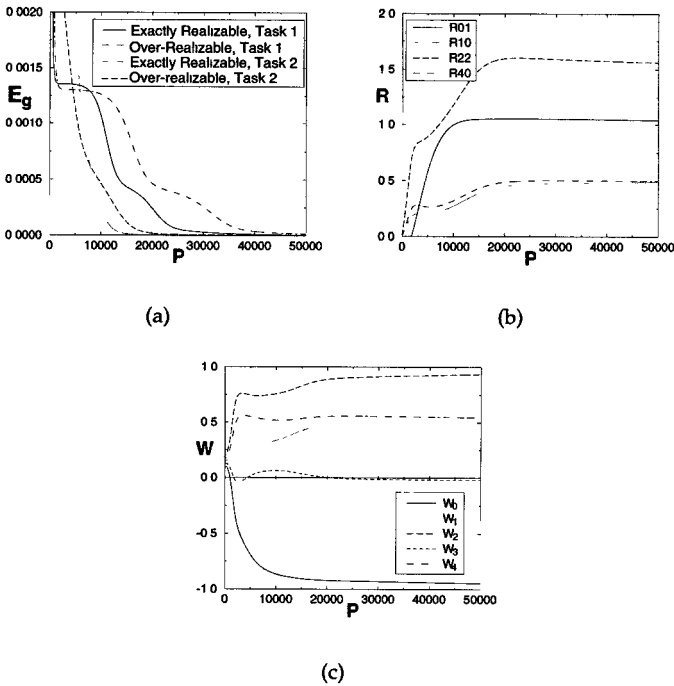 0 0020
0 0015
E_g
0 0010
0 0005
0 0000
Exactly Realizable, Task 1
Over-Realizable, Task 1
Exactly Realizable, Task 2
Over-realizable, Task 2
0 10000 20000 30000 40000 50000
P
(a)
2 0
1 5
R
1 0
0 5
0 0
R01
R10
R22
R40
0 10000 20000 30000 40000 50000
P
(b)
1 0
0 5
W
0 0
-0 5
-1 0
W_0
W_1
W_2
W_3
W_4
0 10000 20000 30000 40000 50000
P
(c)